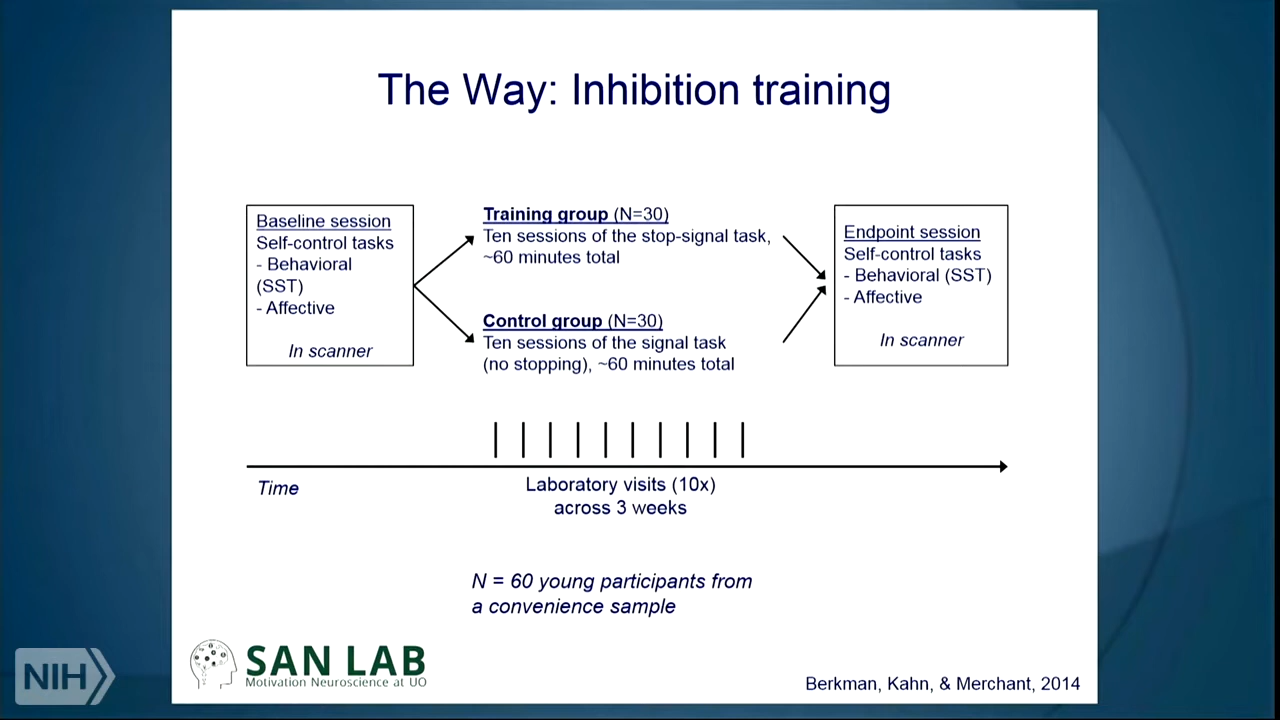 The Way: Inhibition training
Baseline session
Self-control tasks
- Behavioral
(SST)
- Affective
In scanner
Training group (N=30)
Ten sessions of the stop-signal task,
~60 minutes total
Control group (N=30)
Ten sessions of the signal task
(no stopping), ~60 minutes total
Endpoint session
Self-control tasks
- Behavioral (SST)
- Affective
In scanner
Time
Laboratory visits (10x)
across 3 weeks
N = 60 young participants from
a convenience sample
SAN LAB
Motivation Neuroscience at UO
NIH
Berkman, Kahn, & Merchant, 2014